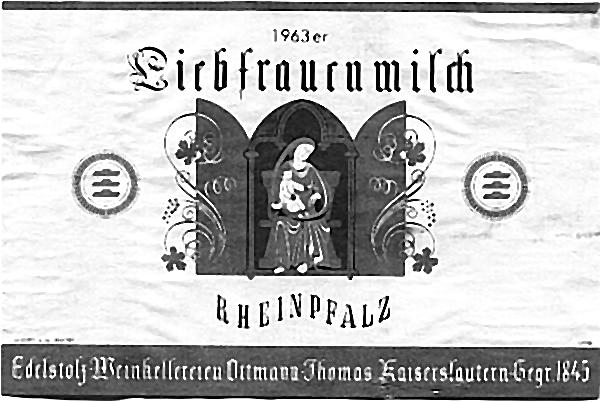 1963er
Liebfrauenmilch
RHEINPFALZ
Edelstolz-Weinkellereien Ottmann-Thomas Kaiserslautern-Gegr. 1845